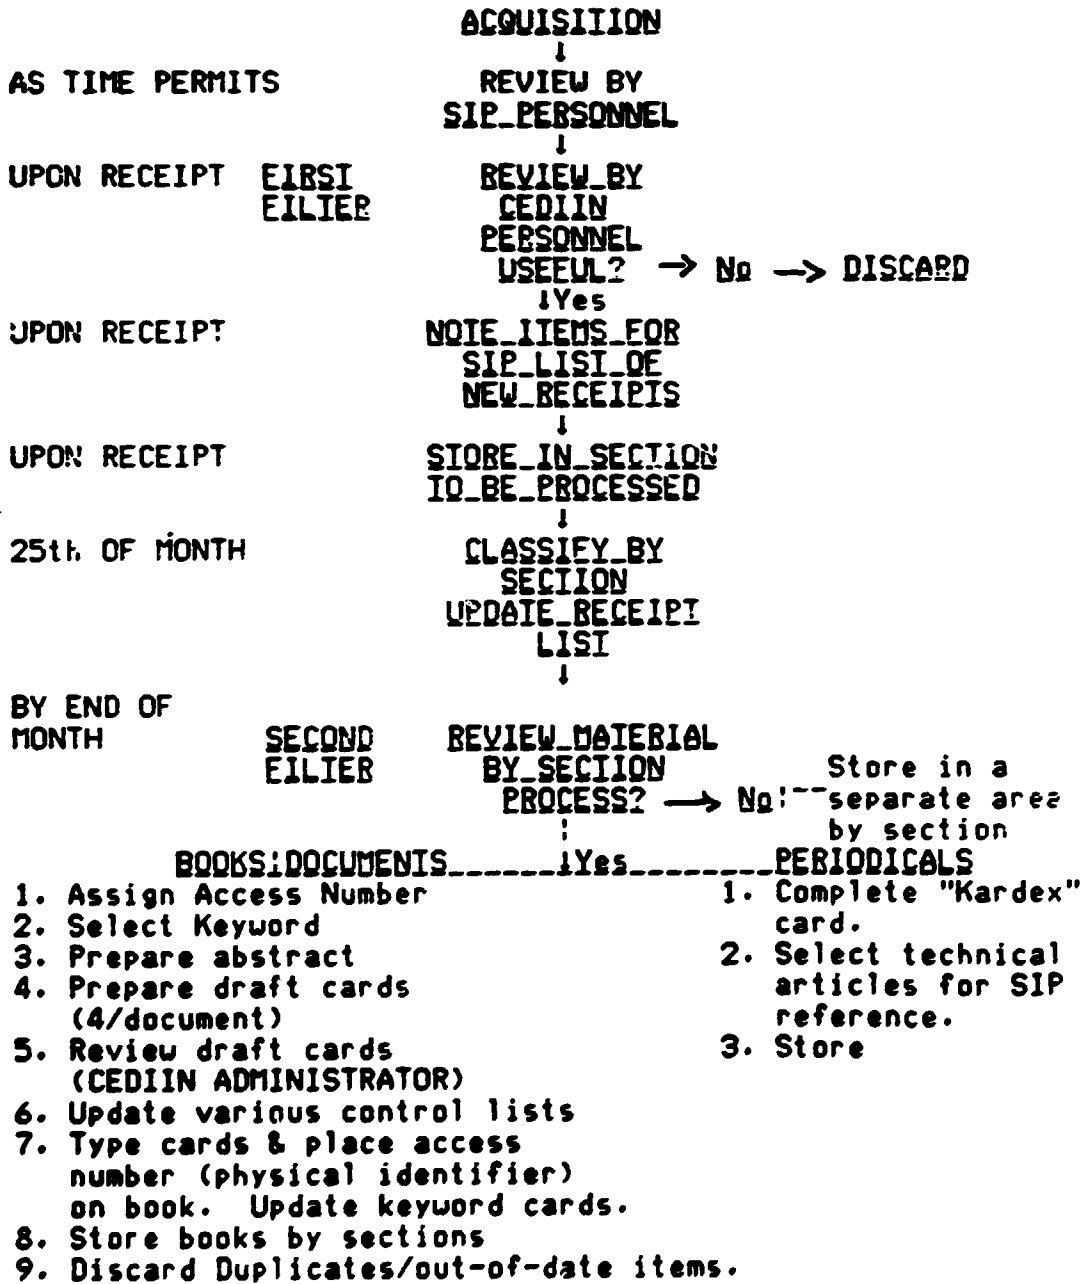 ACQUISITION
↓
AS TIME PERMITS REVIEW BY
SIP PERSONNEL
↓
UPON RECEIPT FIRST REVIEW BY
FILTER CEDIIN
PERSONNEL
USEFUL? → No → DISCARD
↓Yes
UPON RECEIPT NOTE ITEMS FOR
SIP LIST OF
NEW RECEIPTS
↓
UPON RECEIPT STORE IN SECTION
TO BE PROCESSED
↓
25th OF MONTH CLASSIFY BY
SECTION
UPDATE RECEIPT
LIST
↓
BY END OF
MONTH SECOND REVIEW MATERIAL
FILTER BY SECTION Store in a
PROCESS? → No separate area
by section
BOOKS:DOCUMENTS ↓Yes PERIODICALS
1. Assign Access Number
2. Select Keyword
3. Prepare abstract
4. Prepare draft cards
(4/document)
5. Review draft cards
(CEDIIN ADMINISTRATOR)
6. Update various control lists
7. Type cards & place access
number (physical identifier)
on book. Update keyword cards.
8. Store books by sections
9. Discard Duplicates/out-of-date items.
1. Complete "Kardex"
card.
2. Select technical
articles for SIP
reference.
3. Store